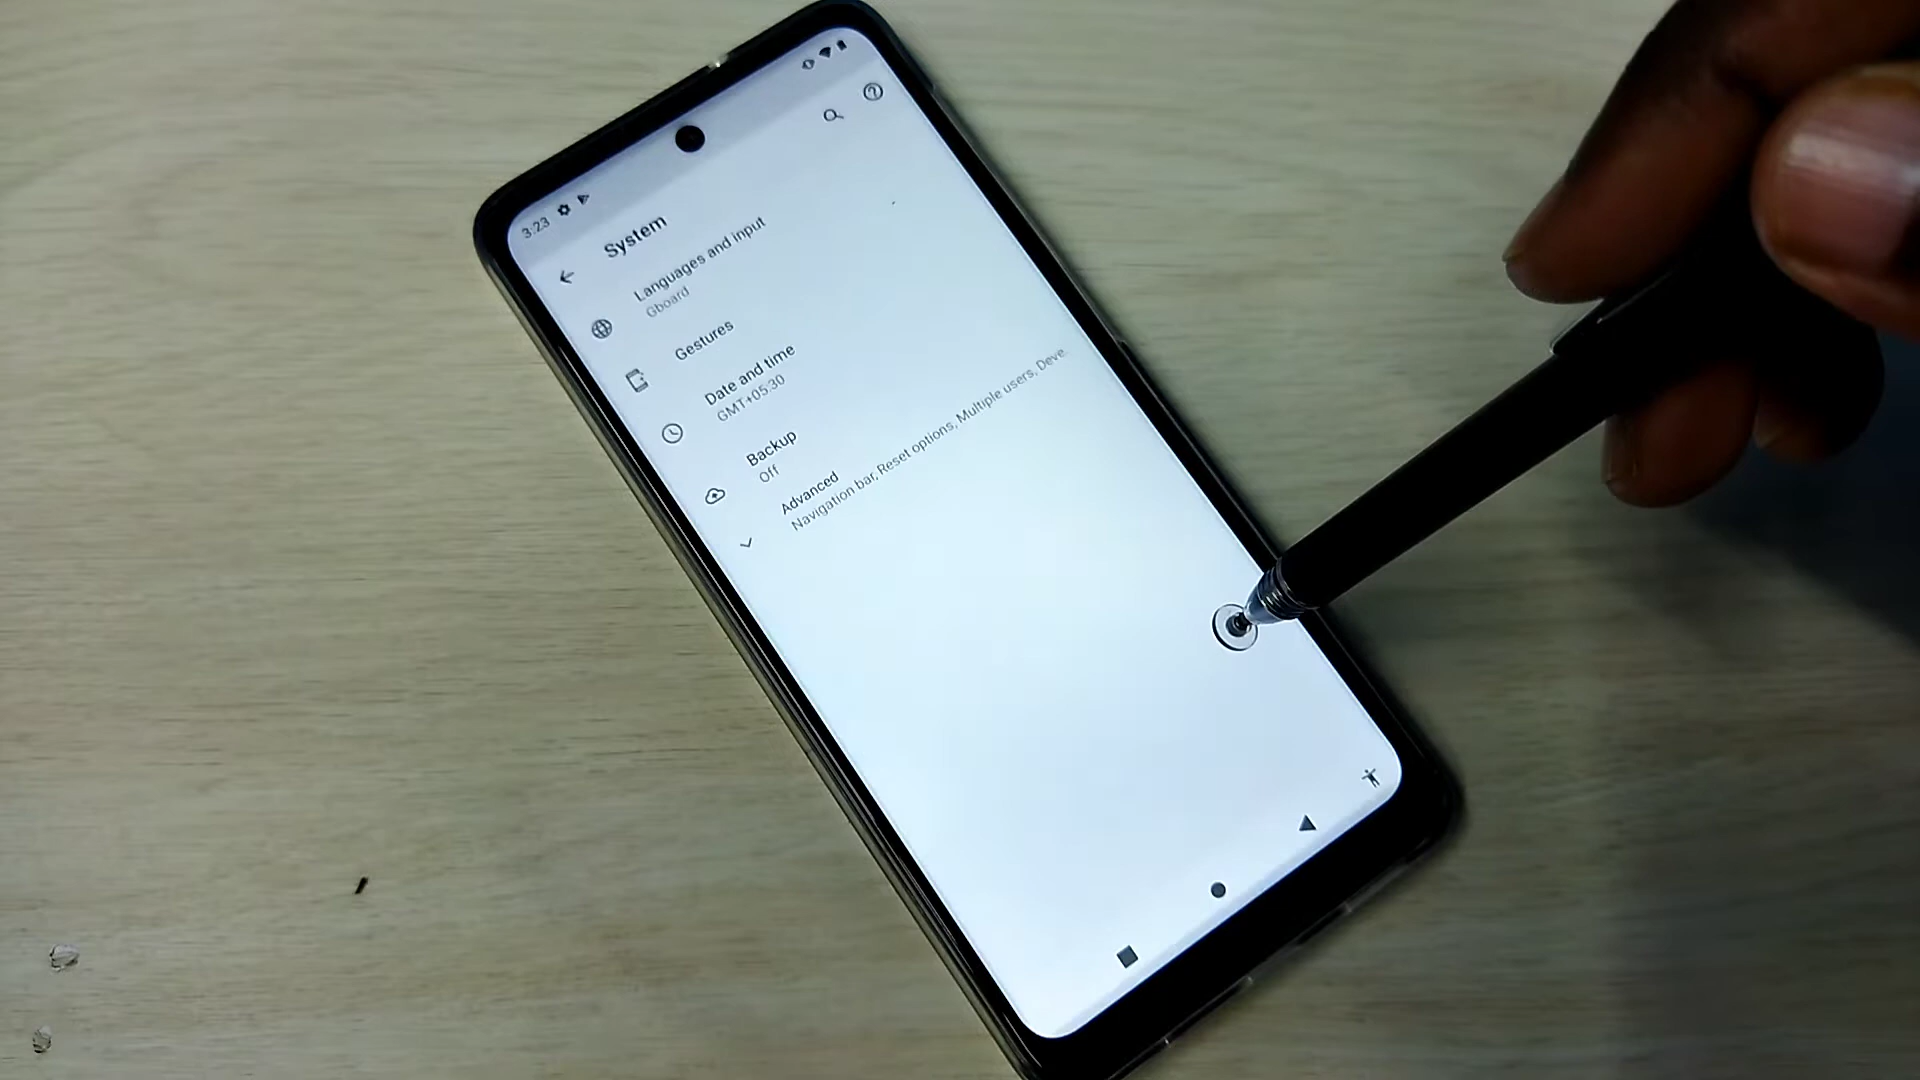 3:23
System
Languages and input
Gboard
Gestures
Date and time
GMT+05:30
Backup
Off
Advanced
Navigation bar, Reset options, Multiple users, Deve..